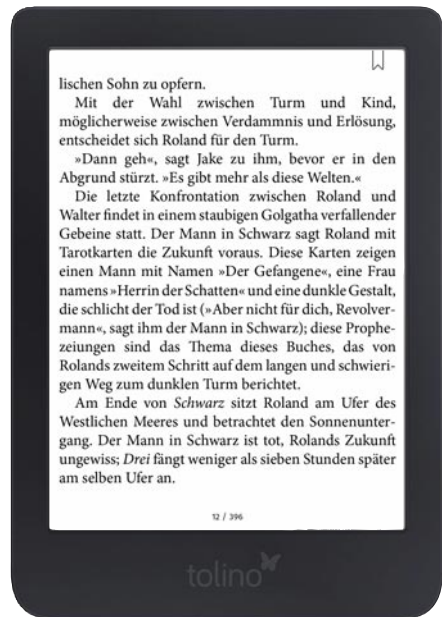 lischen Sohn zu opfern.
Mit der Wahl zwischen Turm und Kind,
möglicherweise zwischen Verdammnis und Erlösung,
entscheidet sich Roland für den Turm.
»Dann geh«, sagt Jake zu ihm, bevor er in den
Abgrund stürzt. »Es gibt mehr als diese Welten.«
Die letzte Konfrontation zwischen Roland und
Walter findet in einem staubigen Golgatha verfallender
Gebeine statt. Der Mann in Schwarz sagt Roland mit
Tarotkarten die Zukunft voraus. Diese Karten zeigen
einen Mann mit Namen »Der Gefangene«, eine Frau
namens »Herrin der Schatten« und eine dunkle Gestalt,
die schlicht der Tod ist (»Aber nicht für dich, Revolver-
mann«, sagt ihm der Mann in Schwarz); diese Prophe-
zeiungen sind das Thema dieses Buches, das von
Rolands zweitem Schritt auf dem langen und schwieri-
gen Weg zum dunklen Turm berichtet.
Am Ende von Schwarz sitzt Roland am Ufer des
Westlichen Meeres und betrachtet den Sonnenunter-
gang. Der Mann in Schwarz ist tot, Rolands Zukunft
ungewiss; Drei fängt weniger als sieben Stunden später
am selben Ufer an.
12 / 396
tolino